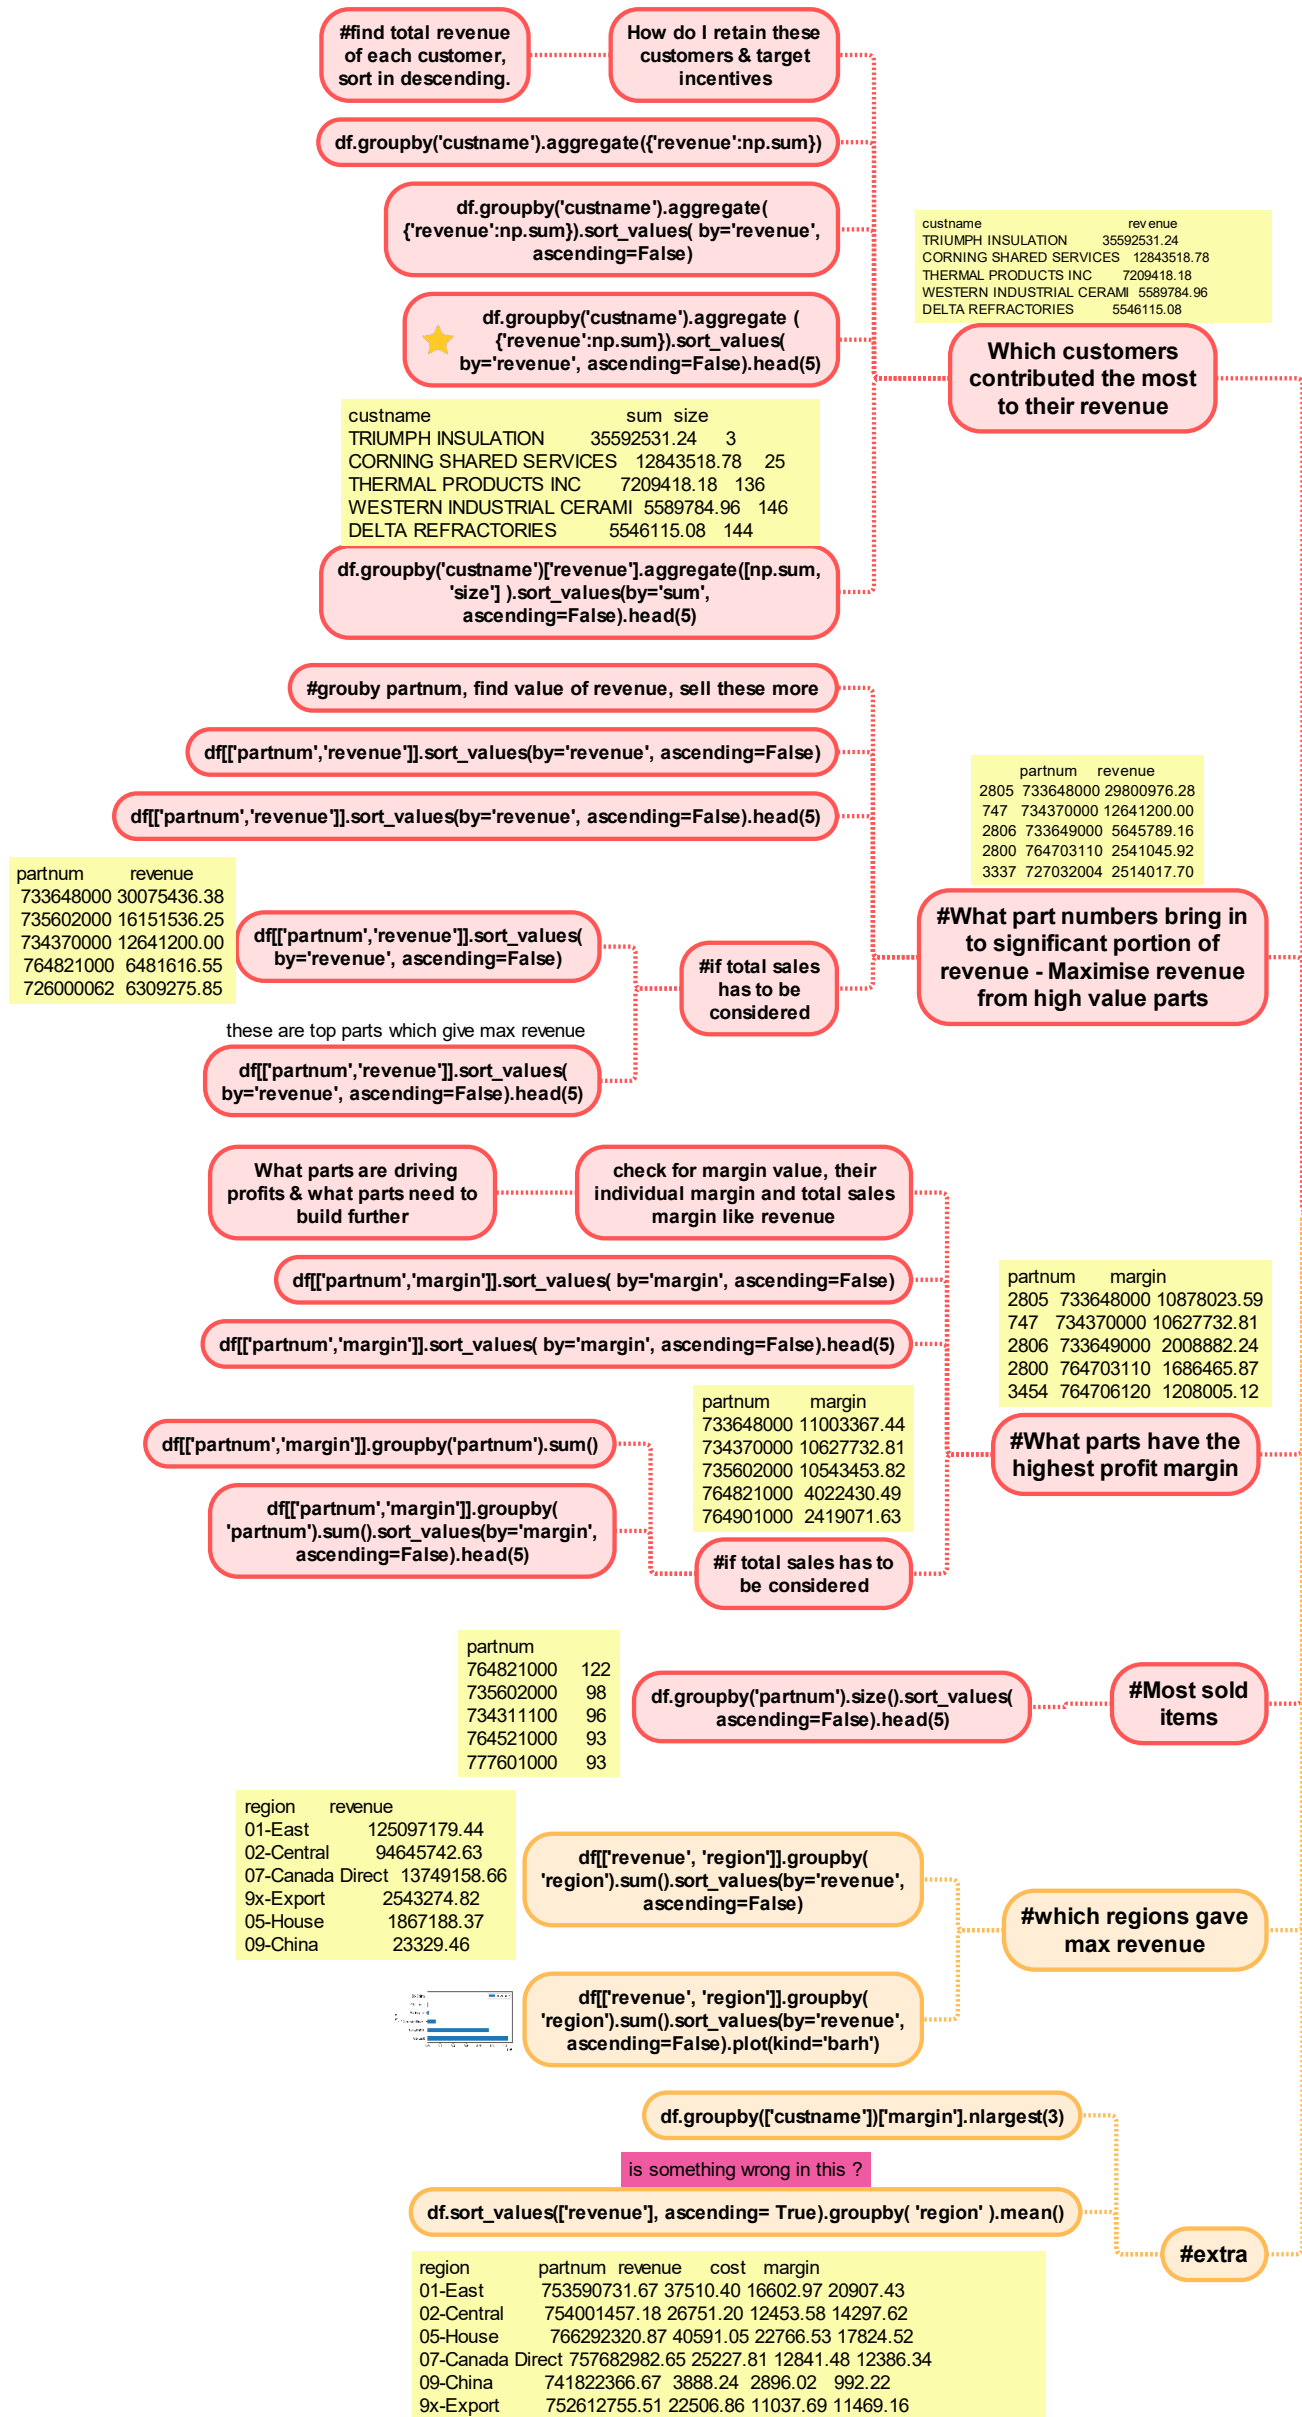 #find total revenue
of each customer,
sort in descending.
How do I retain these
customers & target
incentives
df.groupby('custname').aggregate({'revenue':np.sum})
df.groupby('custname').aggregate(
{'revenue':np.sum}).sort_values( by='revenue',
ascending=False)
df.groupby('custname').aggregate (
{'revenue':np.sum}).sort_values(
by='revenue', ascending=False).head(5)
custname sum size
TRIUMPH INSULATION 35592531.24 3
CORNING SHARED SERVICES 12843518.78 25
THERMAL PRODUCTS INC 7209418.18 136
WESTERN INDUSTRIAL CERAMI 5589784.96 146
DELTA REFRACTORIES 5546115.08 144
df.groupby('custname')['revenue'].aggregate([np.sum,
'size'] ).sort_values(by='sum',
ascending=False).head(5)
custname revenue
TRIUMPH INSULATION 35592531.24
CORNING SHARED SERVICES 12843518.78
THERMAL PRODUCTS INC 7209418.18
WESTERN INDUSTRIAL CERAMI 5589784.96
DELTA REFRACTORIES 5546115.08
Which customers
contributed the most
to their revenue
#grouby partnum, find value of revenue, sell these more
df[['partnum','revenue']].sort_values(by='revenue', ascending=False)
df[['partnum','revenue']].sort_values(by='revenue', ascending=False).head(5)
partnum revenue
733648000 30075436.38
735602000 16151536.25
734370000 12641200.00
764821000 6481616.55
726000062 6309275.85
df[['partnum','revenue']].sort_values(
by='revenue', ascending=False)
these are top parts which give max revenue
df[['partnum','revenue']].sort_values(
by='revenue', ascending=False).head(5)
#if total sales
has to be
considered
partnum revenue
2805 733648000 29800976.28
747 734370000 12641200.00
2806 733649000 5645789.16
2800 764703110 2541045.92
3337 727032004 2514017.70
#What part numbers bring in
to significant portion of
revenue - Maximise revenue
from high value parts
What parts are driving
profits & what parts need to
build further
check for margin value, their
individual margin and total sales
margin like revenue
df[['partnum','margin']].sort_values( by='margin', ascending=False)
df[['partnum','margin']].sort_values( by='margin', ascending=False).head(5)
df[['partnum','margin']].groupby('partnum').sum()
df[['partnum','margin']].groupby(
'partnum').sum().sort_values(by='margin',
ascending=False).head(5)
partnum margin
733648000 11003367.44
734370000 10627732.81
735602000 10543453.82
764821000 4022430.49
764901000 2419071.63
#if total sales has to
be considered
partnum margin
2805 733648000 10878023.59
747 734370000 10627732.81
2806 733649000 2008882.24
2800 764703110 1686465.87
3454 764706120 1208005.12
#What parts have the
highest profit margin
partnum
764821000 122
735602000 98
734311100 96
764521000 93
777601000 93
df.groupby('partnum').size().sort_values(
ascending=False).head(5)
#Most sold
items
region revenue
01-East 125097179.44
02-Central 94645742.63
07-Canada Direct 13749158.66
9x-Export 2543274.82
05-House 1867188.37
09-China 23329.46
df[['revenue', 'region']].groupby(
'region').sum().sort_values(by='revenue',
ascending=False)
df[['revenue', 'region']].groupby(
'region').sum().sort_values(by='revenue',
ascending=False).plot(kind='barh')
#which regions gave
max revenue
df.groupby(['custname'])['margin'].nlargest(3)
is something wrong in this ?
df.sort_values(['revenue'], ascending= True).groupby( 'region' ).mean()
#extra
region partnum revenue cost margin
01-East 753590731.67 37510.40 16602.97 20907.43
02-Central 754001457.18 26751.20 12453.58 14297.62
05-House 766292320.87 40591.05 22766.53 17824.52
07-Canada Direct 757682982.65 25227.81 12841.48 12386.34
09-China 741822366.67 3888.24 2896.02 992.22
9x-Export 752612755.51 22506.86 11037.69 11469.16